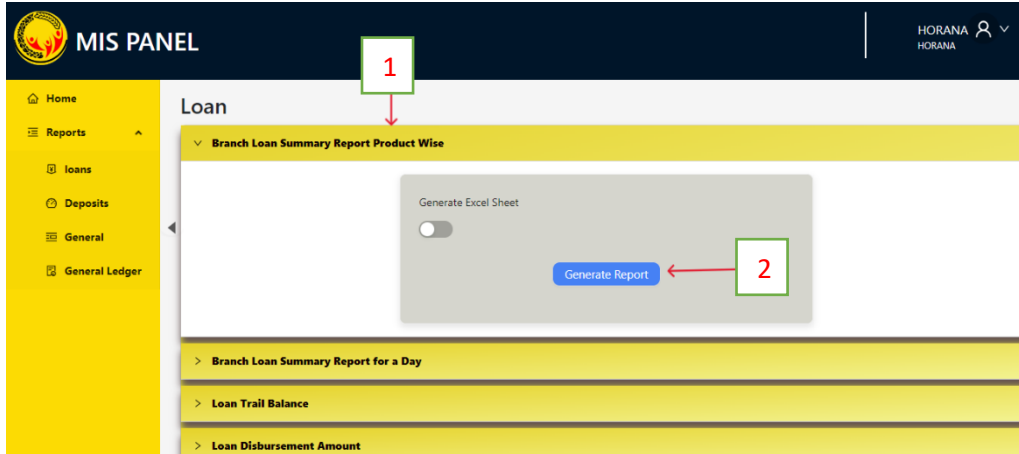 MIS PANEL
HORANA
HORANA
1
Home
Reports
loans
Deposits
General
General Ledger
Loan
Branch Loan Summary Report Product Wise
Generate Excel Sheet
Generate Report
2
Branch Loan Summary Report for a Day
Loan Trail Balance
Loan Disbursement Amount